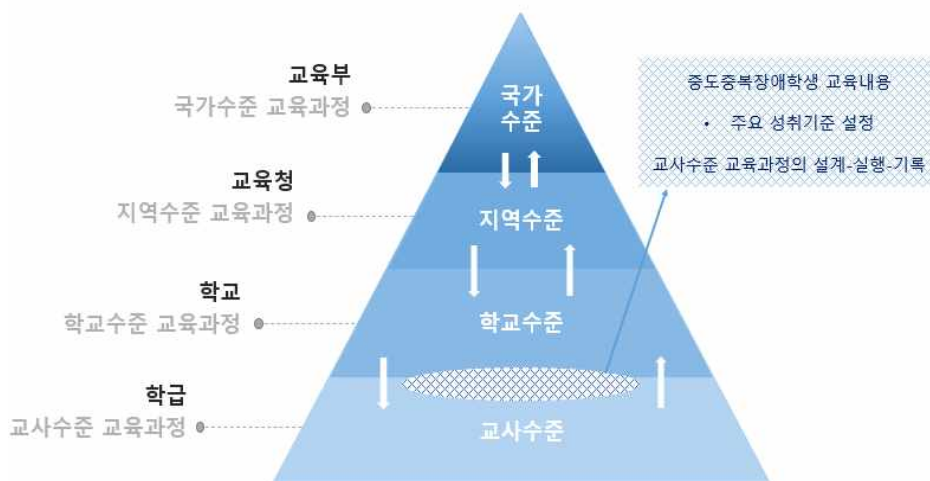 교육부
국가수준 교육과정
교육청
지역수준 교육과정
학교
학교수준 교육과정
학급
교사수준 교육과정
국가
수준
지역수준
학교수준
교사수준
중도중복장애학생 교육내용
• 주요 성취기준 설정
교사수준 교육과정의 설계-실행-기록